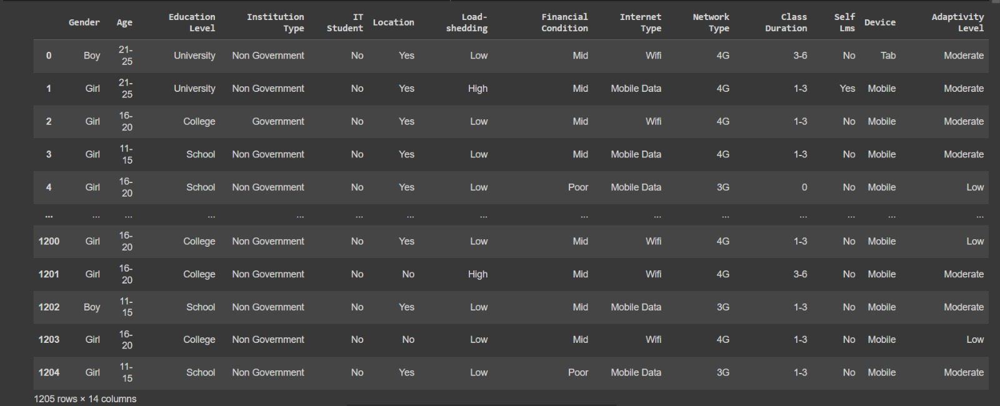 Gender Age Education Level Institution Type IT Student Location Load-shedding Financial Condition Internet Type Network Type Class Duration Self Lms Device Adaptivity Level
0 Boy 21-25 University Non Government No Yes Low Mid Wifi 4G 3-6 No Tab Moderate
1 Girl 21-25 University Non Government No Yes High Mid Mobile Data 4G 1-3 Yes Mobile Moderate
2 Girl 16-20 College Government No Yes Low Mid Wifi 4G 1-3 No Mobile Moderate
3 Girl 11-15 School Non Government No Yes Low Mid Mobile Data 4G 1-3 No Mobile Moderate
4 Girl 16-20 School Non Government No Yes Low Poor Mobile Data 3G 0 No Mobile Low
... ... ... ... ... ... ... ... ... ... ... ... ... ... ...
1200 Girl 16-20 College Non Government No Yes Low Mid Wifi 4G 1-3 No Mobile Low
1201 Girl 16-20 College Non Government No No High Mid Wifi 4G 3-6 No Mobile Moderate
1202 Boy 11-15 School Non Government No Yes Low Mid Mobile Data 3G 1-3 No Mobile Moderate
1203 Girl 16-20 College Non Government No No Low Mid Wifi 4G 1-3 No Mobile Low
1204 Girl 11-15 School Non Government No Yes Low Poor Mobile Data 3G 1-3 No Mobile Moderate
1205 rows × 14 columns